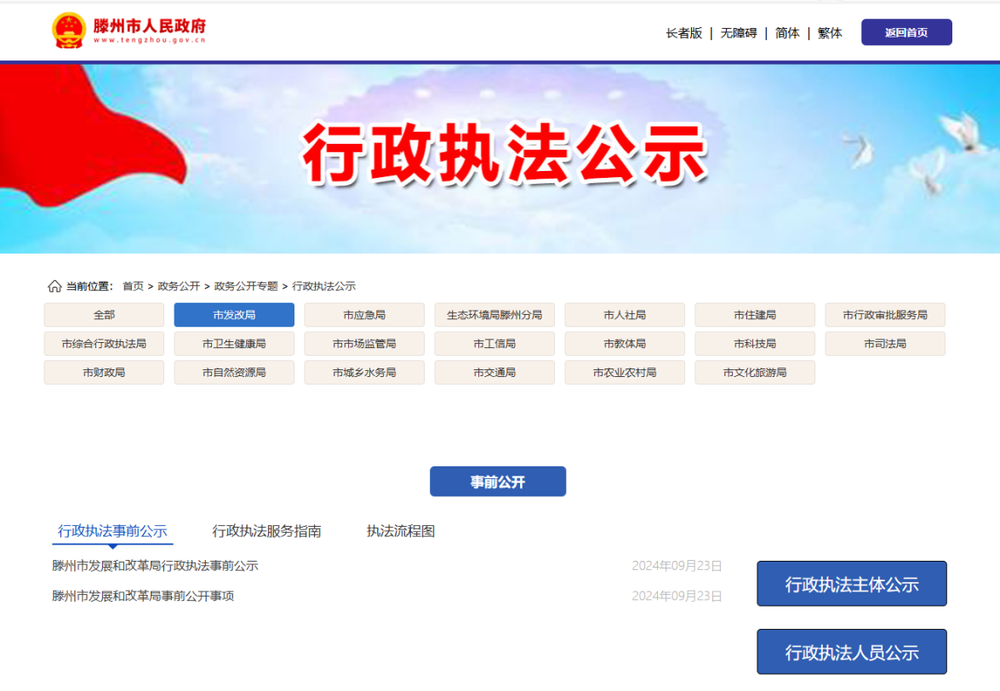 滕州市人民政府
www.tengzhou.gov.cn
长者版 | 无障碍 | 简体 | 繁体 返回首页
行政执法公示
当前位置： 首页 > 政务公开 > 政务公开专题 > 行政执法公示
全部 市发改局 市应急局 生态环境局滕州分局 市人社局 市住建局 市行政审批服务局
市综合行政执法局 市卫生健康局 市市场监管局 市工信局 市教体局 市科技局 市司法局
市财政局 市自然资源局 市城乡水务局 市交通局 市农业农村局 市文化旅游局
事前公开
行政执法事前公示 行政执法服务指南 执法流程图
滕州市发展和改革局行政执法事前公示 2024年09月23日
滕州市发展和改革局事前公开事项 2024年09月23日
行政执法主体公示
行政执法人员公示